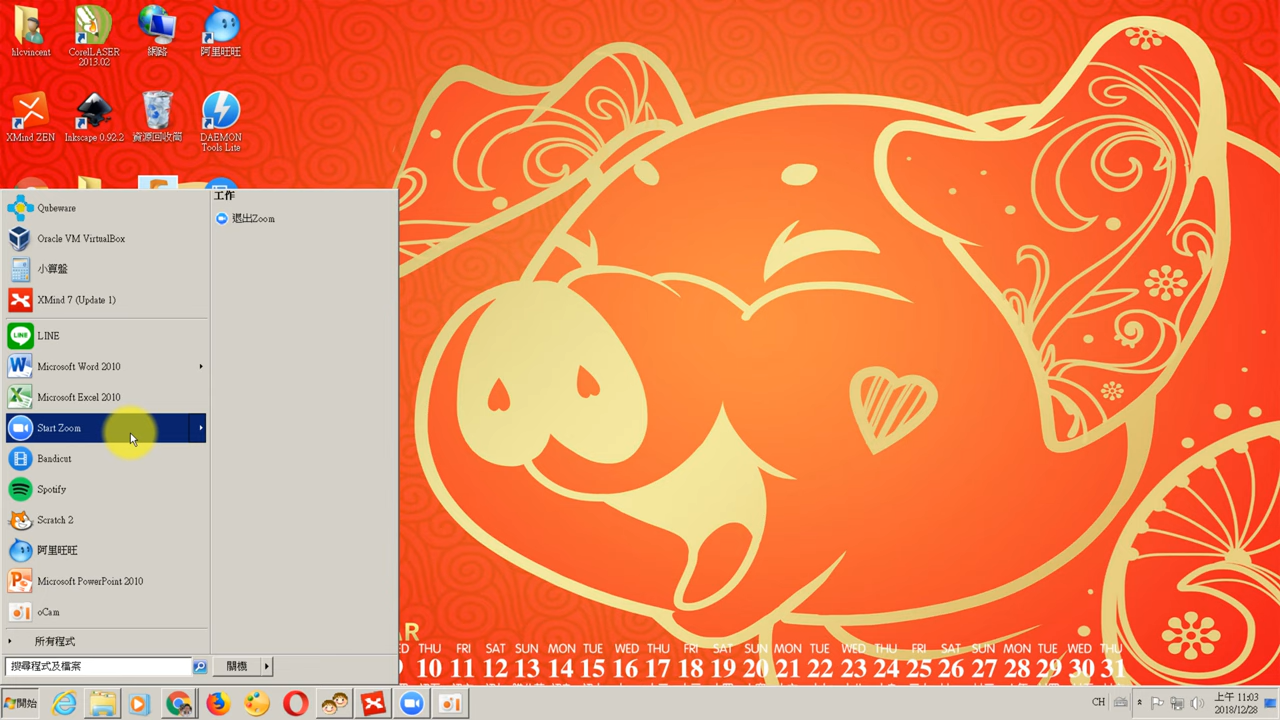 hlcvincent
CorelLASER
2013.02
網路
阿里旺旺
XMind ZEN
Inkscape 0.92.2
資源回收筒
DAEMON
Tools Lite
Qubeware
Oracle VM VirtualBox
小算盤
XMind 7 (Update 1)
LINE
Microsoft Word 2010
Microsoft Excel 2010
Start Zoom
Bandicut
Spotify
Scratch 2
阿里旺旺
Microsoft PowerPoint 2010
oCam
所有程式
搜尋程式及檔案
關機
工作
退出Zoom
AR
THU FRI SAT SUN MON TUE WED THU FRI SAT SUN MON TUE WED THU FRI SAT SUN MON TUE WED THU
10 11 12 13 14 15 16 17 18 19 20 21 22 23 24 25 26 27 28 29 30 31
開始
CH
上午 11:03
2018/12/28